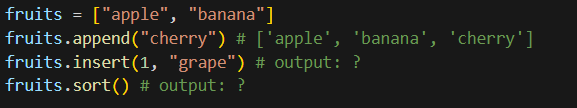 fruits = ["apple", "banana"]
fruits.append("cherry") # ['apple', 'banana', 'cherry']
fruits.insert(1, "grape") # output: ?
fruits.sort() # output: ?